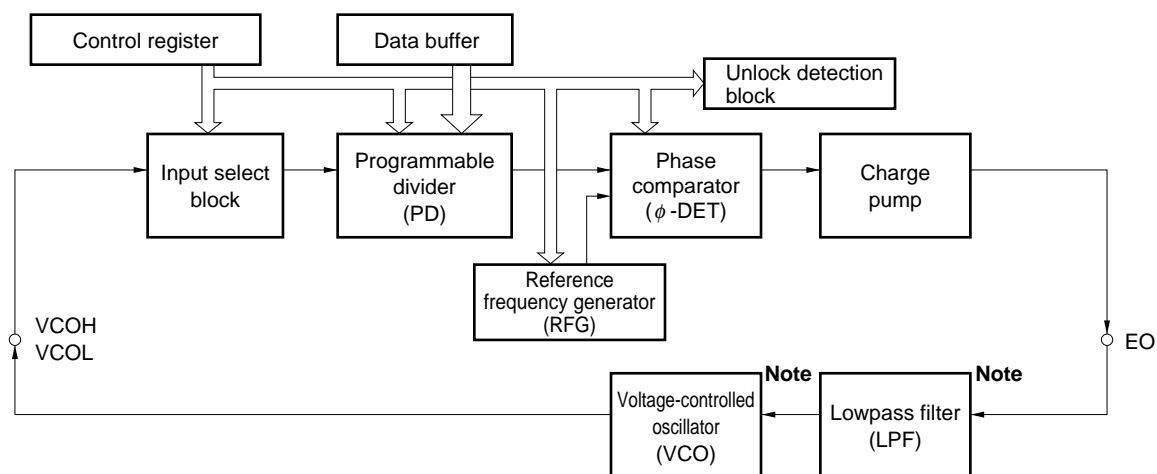 Control register
Data buffer
Unlock detection
block
Input select
block
Programmable
divider
(PD)
Phase
comparator
(ϕ-DET)
Charge
pump
Reference
frequency generator
(RFG)
VCOH
VCOL
EO
Note
Note
Voltage-controlled
oscillator
(VCO)
Lowpass filter
(LPF)